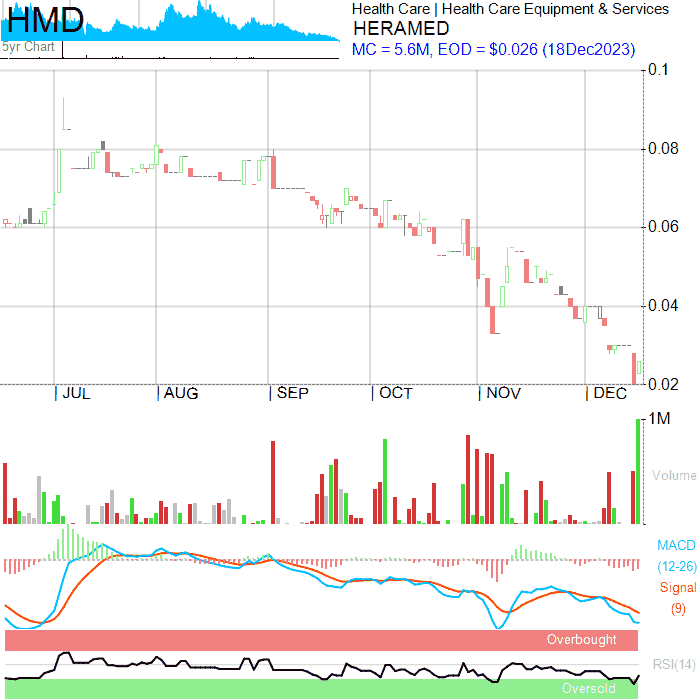 HMD
5yr Chart
Health Care | Health Care Equipment & Services
HERAMED
MC = 5.6M, EOD = $0.026 (18Dec2023)
0.1
0.08
0.06
0.04
0.02
JUL AUG SEP OCT NOV DEC
1M
Volume
MACD
(12-26)
Signal
(9)
Overbought
RSI(14)
Oversold